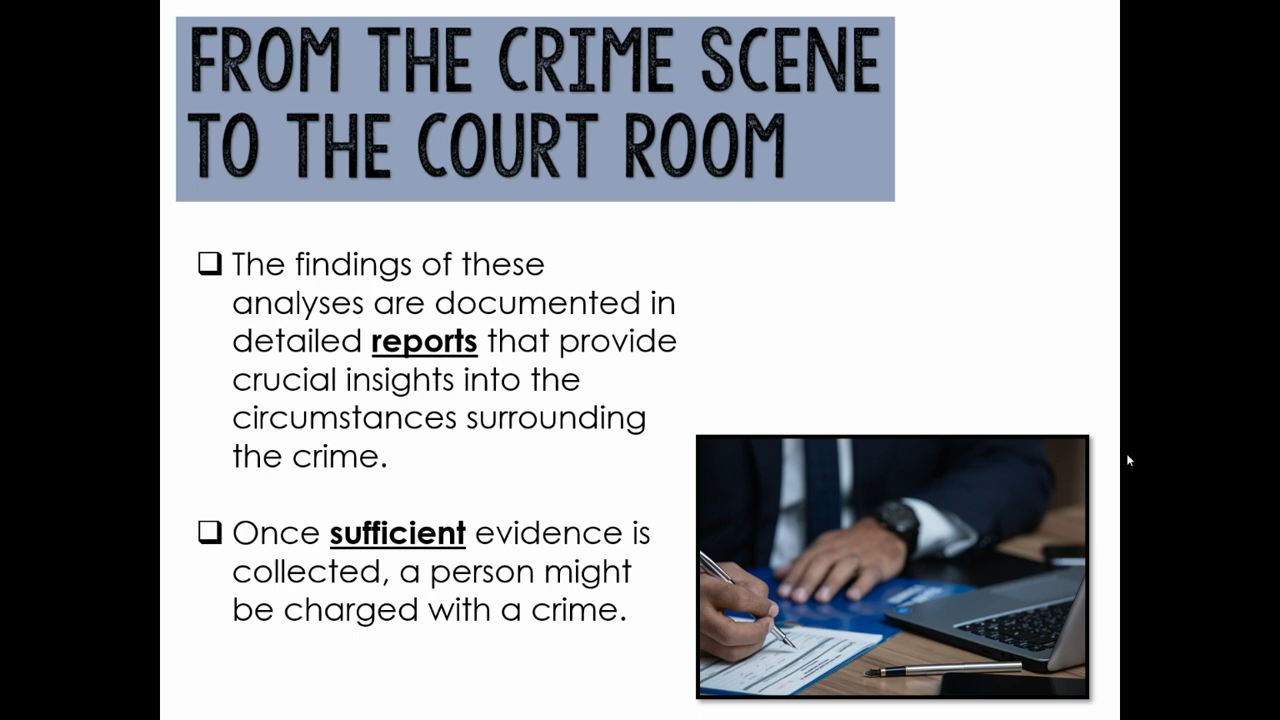 FROM THE CRIME SCENE
TO THE COURT ROOM
❑ The findings of these
analyses are documented in
detailed reports that provide
crucial insights into the
circumstances surrounding
the crime.
❑ Once sufficient evidence is
collected, a person might
be charged with a crime.